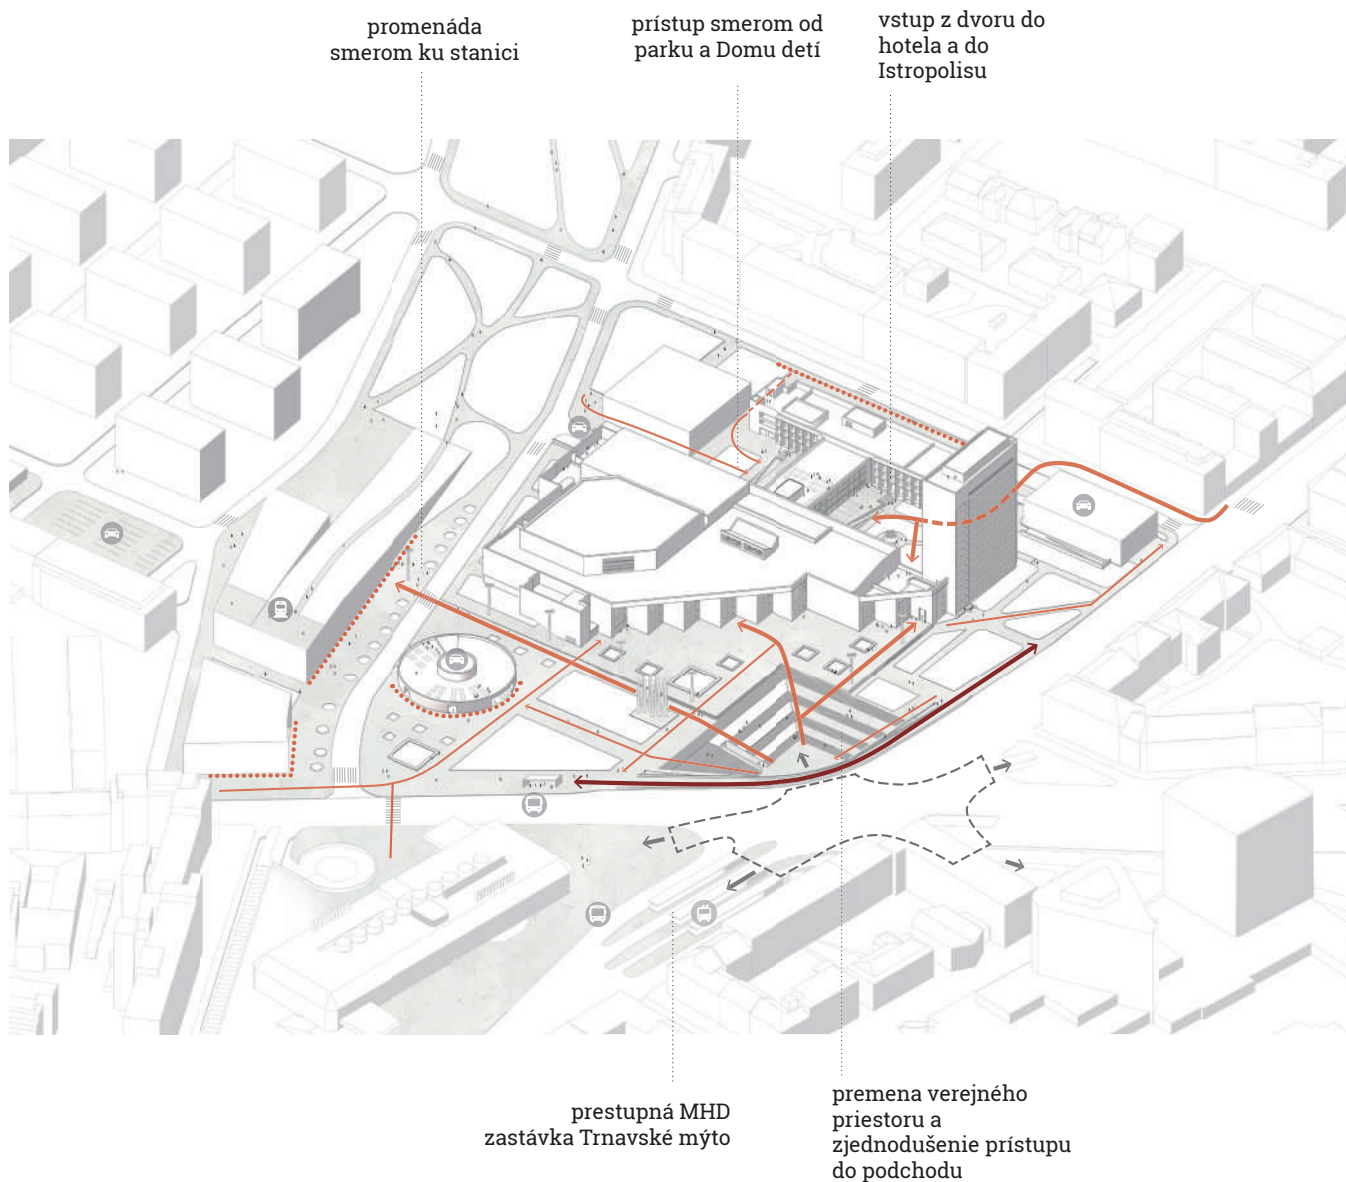 promenáda
smerom ku stanici
prístup smerom od
parku a Domu detí
vstup z dvoru do
hotela a do
Istropolisu
prestupná MHD
zastávka Trnavské mýto
premena verejného
priestoru a
zjednodušenie prístupu
do podchodu